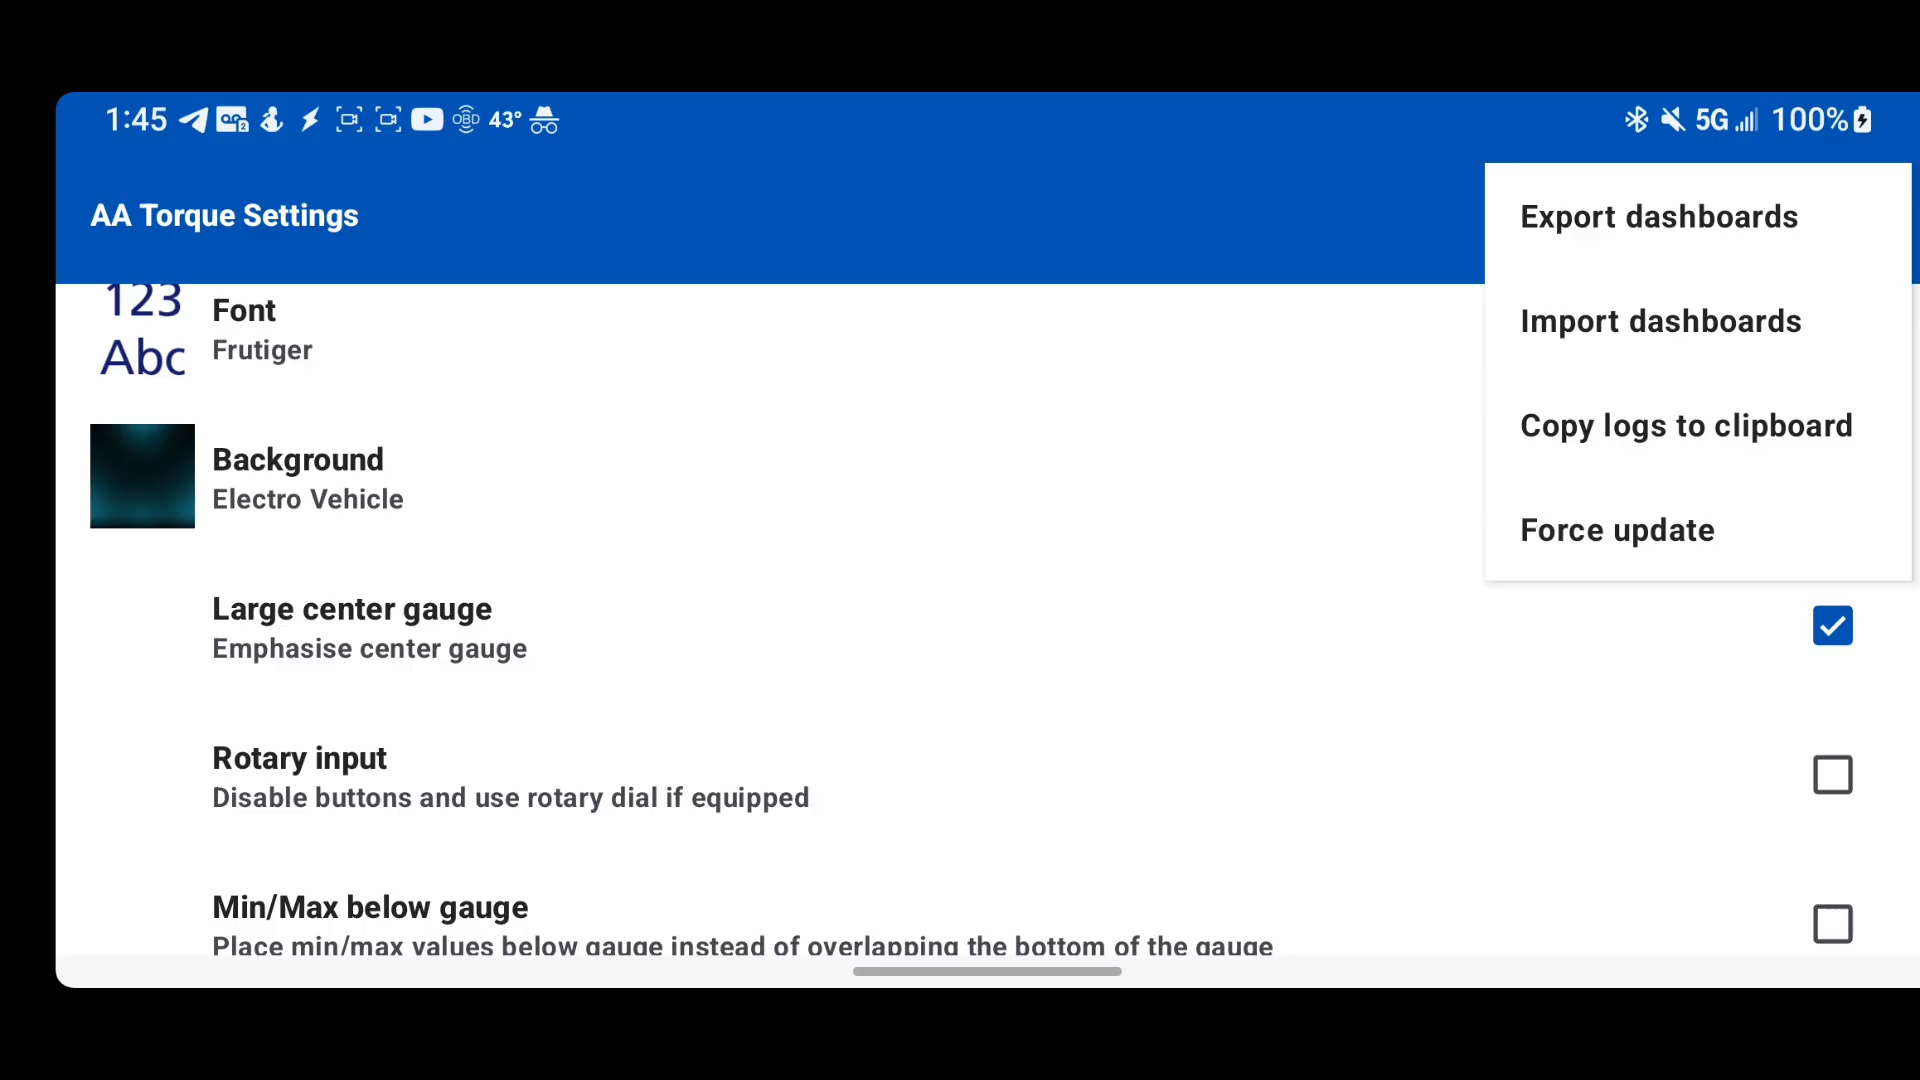 1:45 2 OBD 43° 5G 100%
AA Torque Settings
Export dashboards
Import dashboards
Copy logs to clipboard
Force update
123
Abc
Font
Frutiger
Background
Electro Vehicle
Large center gauge
Emphasise center gauge
Rotary input
Disable buttons and use rotary dial if equipped
Min/Max below gauge
Place min/max values below gauge instead of overlapping the bottom of the gauge